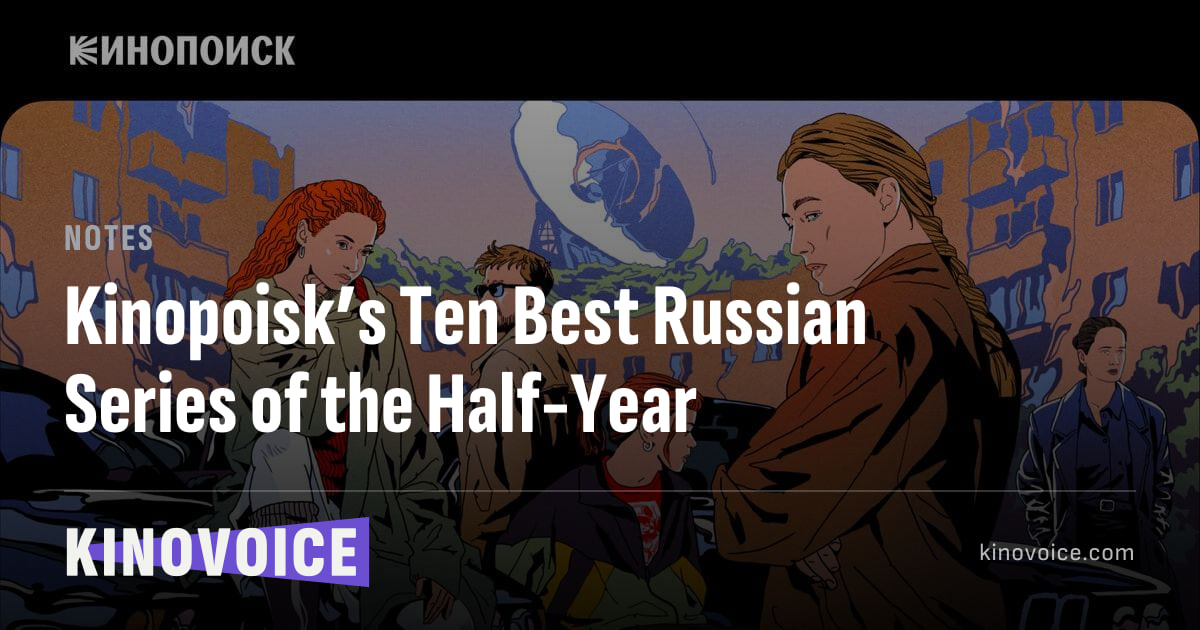 КИНОПОИСК
NOTES
Kinopoisk’s Ten Best Russian
Series of the Half-Year
KINOVOICE
kinovoice.com